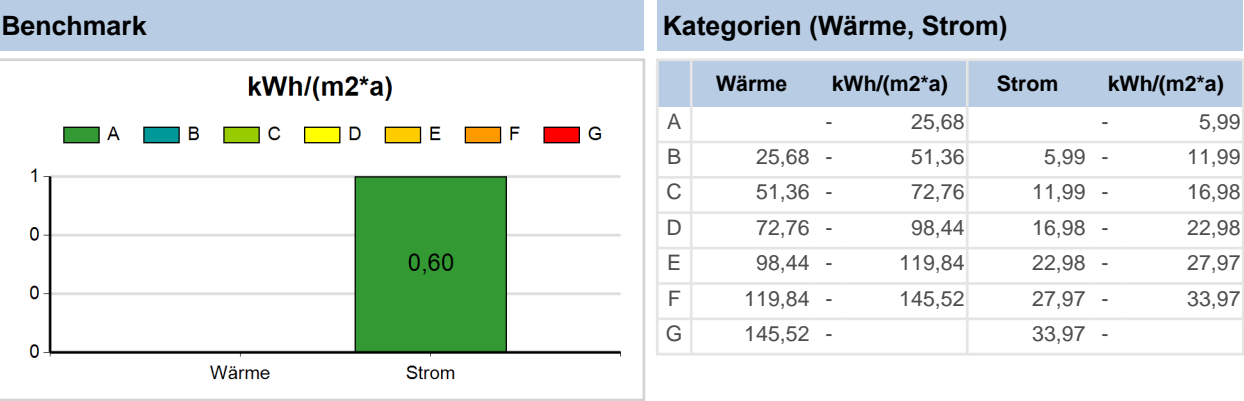 Benchmark
kWh/(m2*a)
A B C D E F G
1
0
0
0
0,60
Wärme Strom
Kategorien (Wärme, Strom)
Wärme kWh/(m2*a) Strom kWh/(m2*a)
A - 25,68 - 5,99
B 25,68 - 51,36 5,99 - 11,99
C 51,36 - 72,76 11,99 - 16,98
D 72,76 - 98,44 16,98 - 22,98
E 98,44 - 119,84 22,98 - 27,97
F 119,84 - 145,52 27,97 - 33,97
G 145,52 - 33,97 -